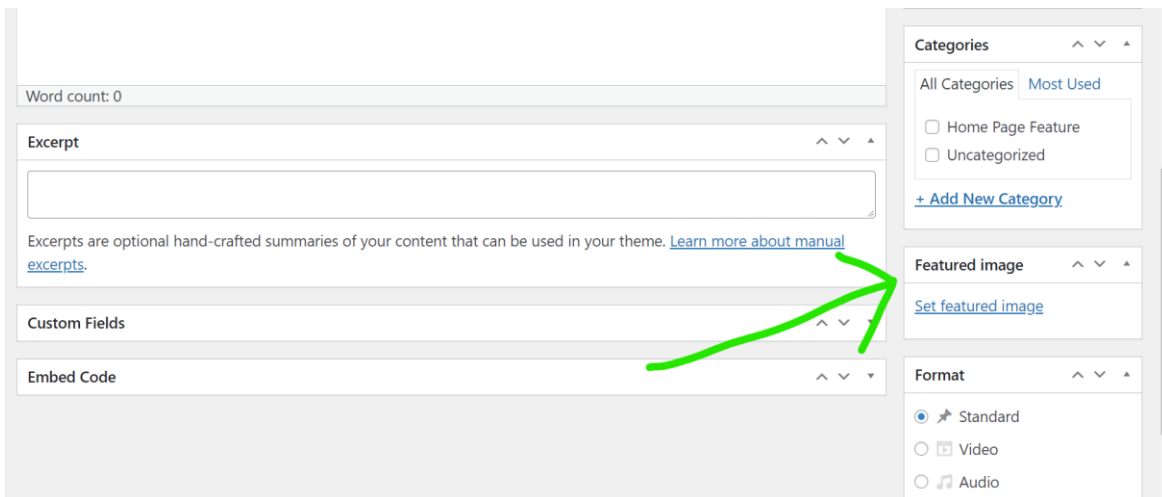 Word count: 0
Excerpt
Excerpts are optional hand-crafted summaries of your content that can be used in your theme. Learn more about manual
excerpts.
Custom Fields
Embed Code
Categories
All Categories Most Used
Home Page Feature
Uncategorized
+ Add New Category
Featured image
Set featured image
Format
Standard
Video
Audio